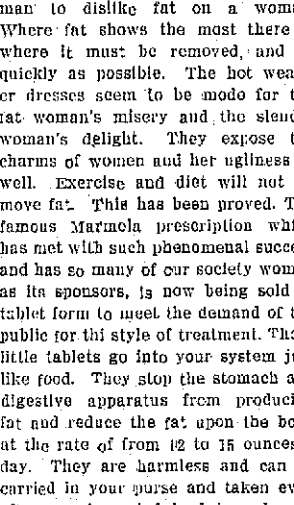 man to dislike fat on a wom
Where fat shows the most there
where it must be removed, and
quickly as possible. The hot wea
er dresses seem to be made for t
fat woman's misery and the slend
woman's delight. They expose t
charms of women and her ugliness
well. Exercise and diet will not
move fat. This has been proved. T
famous Marmola prescription whi
has met with such phenomenal succe
and has so many of our society wom
as its sponsors, is now being sold
tablet form to meet the demand of t
public for thi style of treatment. The
little tablets go into your system ju
like food. They stop the stomach a
digestive apparatus from produci
fat and reduce the fat upon the bo
at the rate of from 12 to 15 ounces
day. They are harmless and can
carried in your purse and taken ev